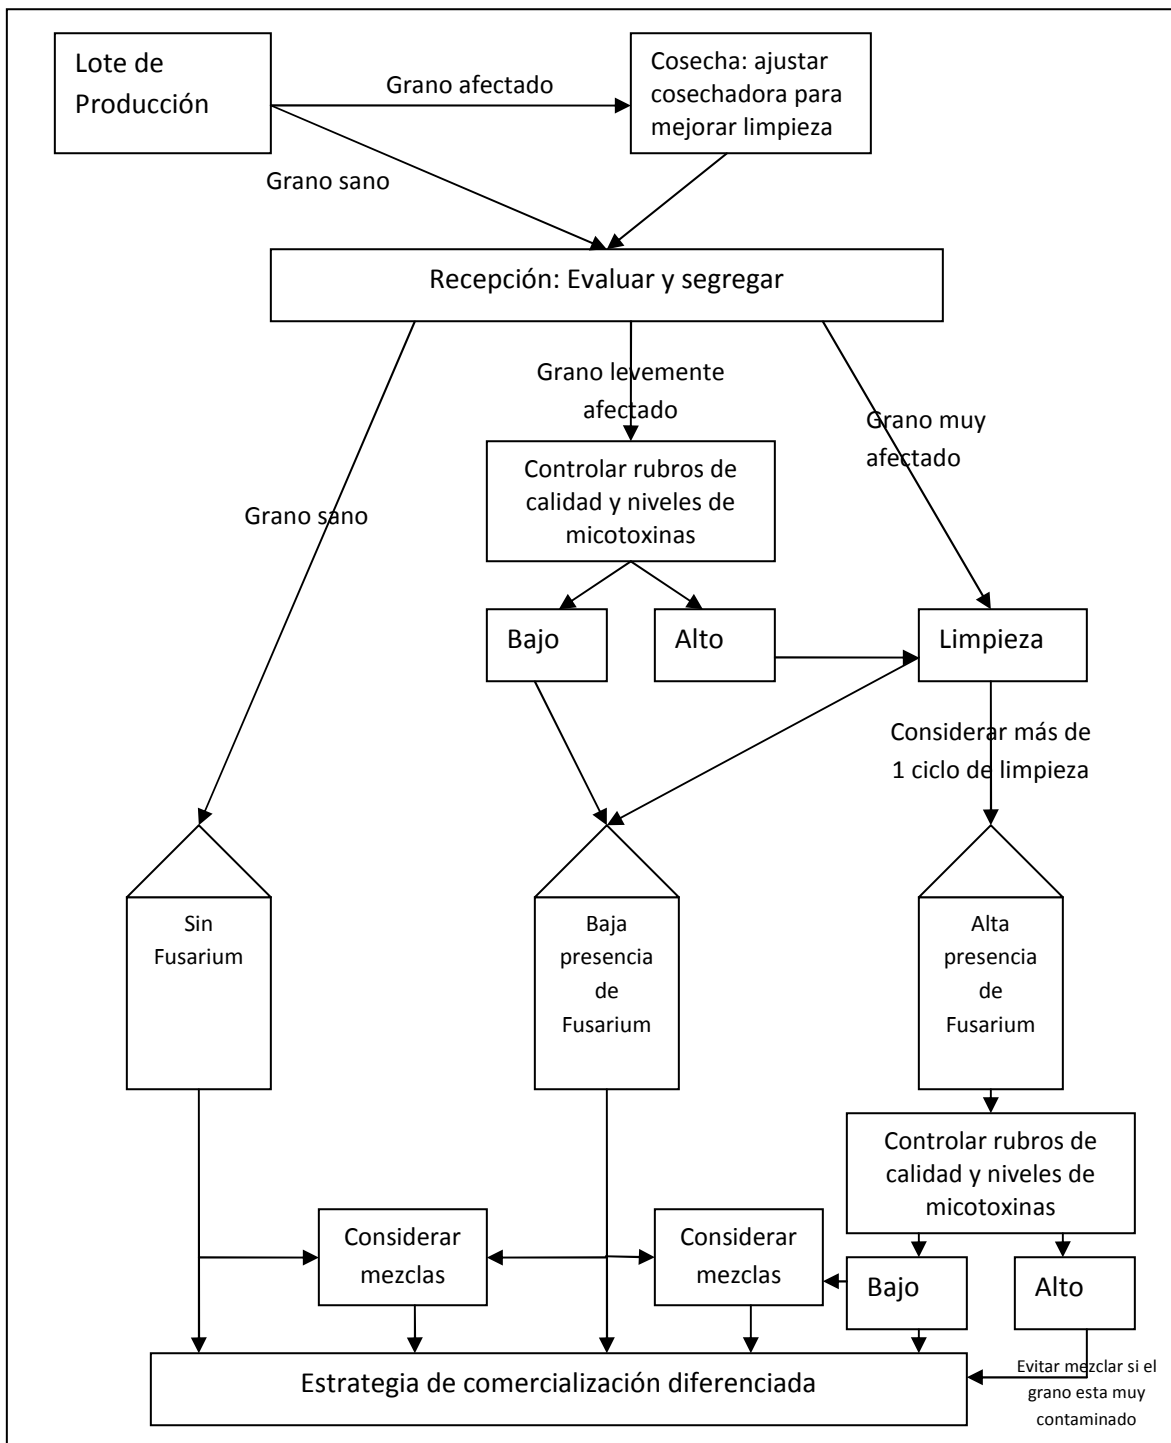 Lote de
Producción
Grano afectado
Cosecha: ajustar
cosechadora para
mejorar limpieza
Grano sano
Recepción: Evaluar y segregar
Grano levemente
afectado
Grano muy
afectado
Controlar rubros de
calidad y niveles de
micotoxinas
Grano sano
Bajo
Alto
Limpieza
Considerar más de
1 ciclo de limpieza
Sin
Fusarium
Baja
presencia
de
Fusarium
Alta
presencia
de
Fusarium
Controlar rubros de
calidad y niveles de
micotoxinas
Considerar
mezclas
Considerar
mezclas
Bajo
Alto
Estrategia de comercialización diferenciada
Evitar mezclar si el
grano esta muy
contaminado